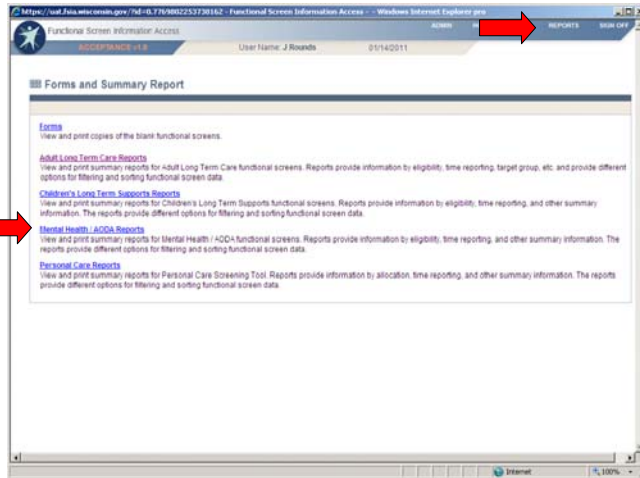 https://uat.fsia.wisconsin.gov/?id=0.7769802253738162 - Functional Screen Information Access - - Windows Internet Explorer pro
Functional Screen Information Access
ADMIN
REPORTS
SIGN OFF
ACCEPTANCE v1.8
User Name: J Rounds
01/14/2011
Forms and Summary Report
Forms
View and print copies of the blank functional screens.
Adult Long Term Care Reports
View and print summary reports for Adult Long Term Care functional screens. Reports provide information by eligibility, time reporting, target group, etc. and provide different
options for filtering and sorting functional screen data.
Children's Long Term Supports Reports
View and print summary reports for Children's Long Term Supports functional screens. Reports provide information by eligibility, time reporting, and other summary
information. The reports provide different options for filtering and sorting functional screen data.
Mental Health / AODA Reports
View and print summary reports for Mental Health / AODA functional screens. Reports provide information by eligibility, time reporting, and other summary information. The
reports provide different options for filtering and sorting functional screen data.
Personal Care Reports
View and print summary reports for Personal Care Screening Tool. Reports provide information by allocation, time reporting, and other summary information. The reports
provide different options for filtering and sorting functional screen data.
Internet
100%